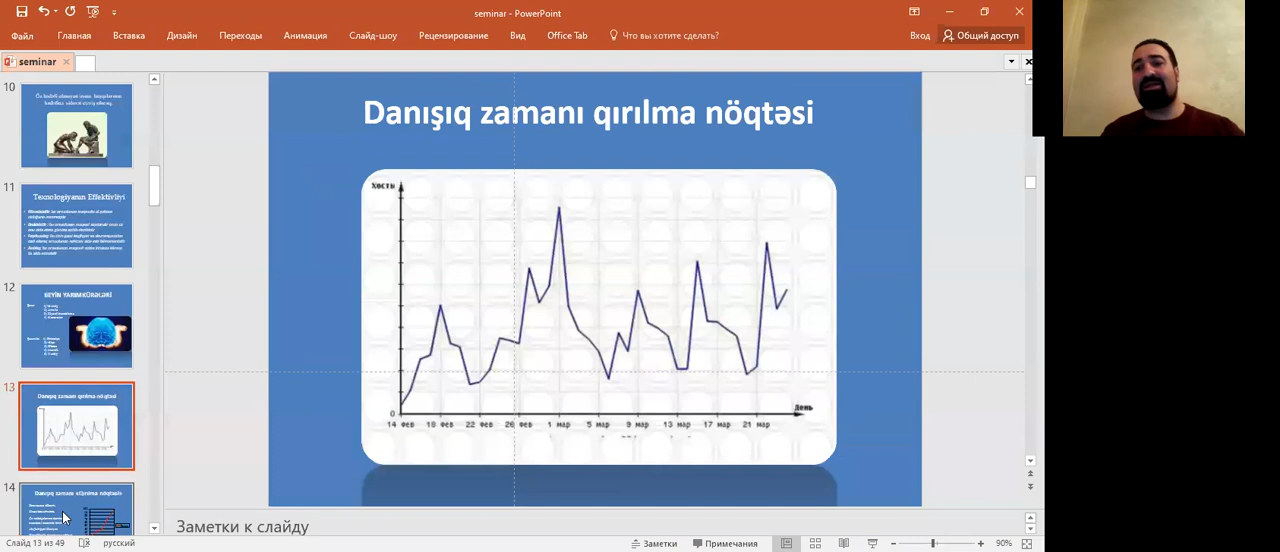 seminar - PowerPoint
Файл Главная Вставка Дизайн Переходы Анимация Слайд-шоу Рецензирование Вид Office Tab Что вы хотите сделать? Вход Общий доступ
seminar
10
11
Texnologiyanın Effektivliyi
12
BEYİN YARIMKÜRƏLƏRİ
13
Danışıq zamanı qırılma nöqtəsi
14
Danışıq zamanı
Danışıq zamanı qırılma nöqtəsi
Хосты
0
14 Фев 18 Фев 22 Фев 26 Фев 1 Мар 5 Мар 9 Мар 13 Мар 17 Мар 21 Мар
День
Заметки к слайду
Слайд 13 из 49 русский Заметки Примечания 90%